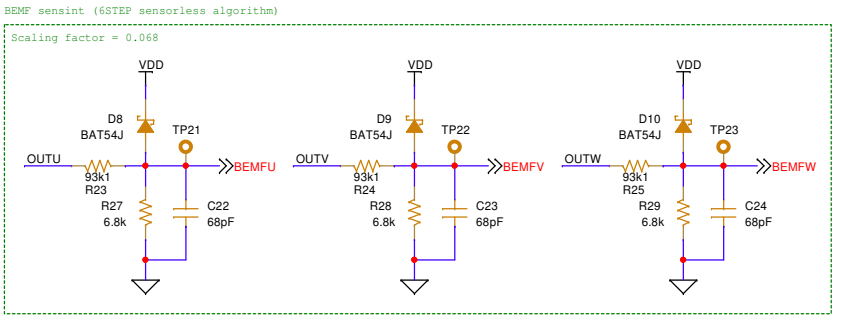 BEMF sensint (6STEP sensorless algorithm)
Scaling factor = 0.068
VDD
D8
BAT54J
TP21
OUTU
93k1
R23
BEMFU
R27
6.8k
C22
68pF
VDD
D9
BAT54J
TP22
OUTV
93k1
R24
BEMFV
R28
6.8k
C23
68pF
VDD
D10
BAT54J
TP23
OUTW
93k1
R25
BEMFW
R29
6.8k
C24
68pF